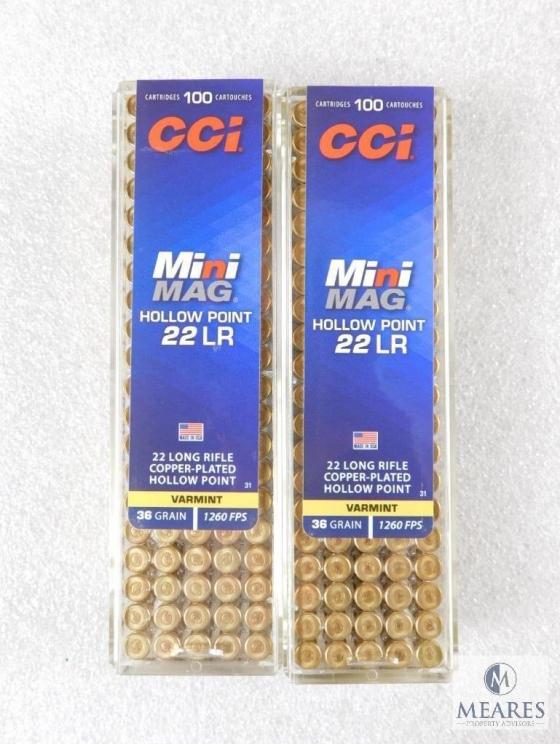 CARTRIDGES 100 CARTOUCHES
CCI
Mini
MAG
HOLLOW POINT
22 LR
MADE IN USA
22 LONG RIFLE
COPPER-PLATED
HOLLOW POINT
31
VARMINT
36 GRAIN 1260 FPS
CARTRIDGES 100 CARTOUCHES
CCI
Mini
MAG
HOLLOW POINT
22 LR
MADE IN USA
22 LONG RIFLE
COPPER-PLATED
HOLLOW POINT
31
VARMINT
36 GRAIN 1260 FPS
M
MEARES
PROPERTY ADVISORS